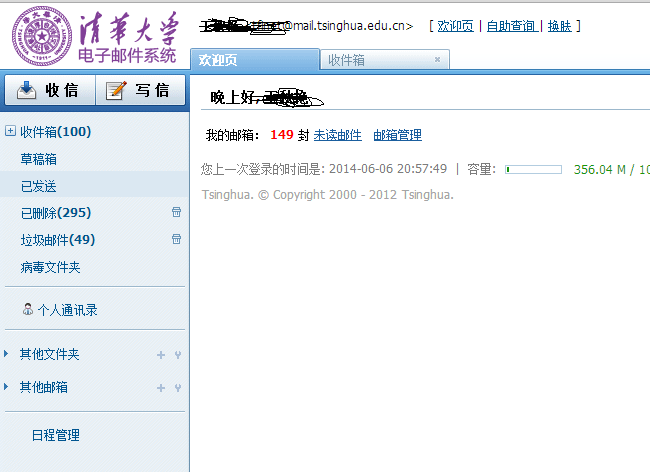 清华大学
电子邮件系统
@mail.tsinghua.edu.cn> [ 欢迎页 | 自助查询 | 换肤 ]
欢迎页 收件箱 ×
收信 写信
收件箱(100)
草稿箱
已发送
已删除(295)
垃圾邮件(49)
病毒文件夹
个人通讯录
其他文件夹
其他邮箱
日程管理
晚上好,
我的邮箱: 149 封 未读邮件 邮箱管理
您上一次登录的时间是: 2014-06-06 20:57:49 | 容量: 356.04 M / 10
Tsinghua. © Copyright 2000 - 2012 Tsinghua.